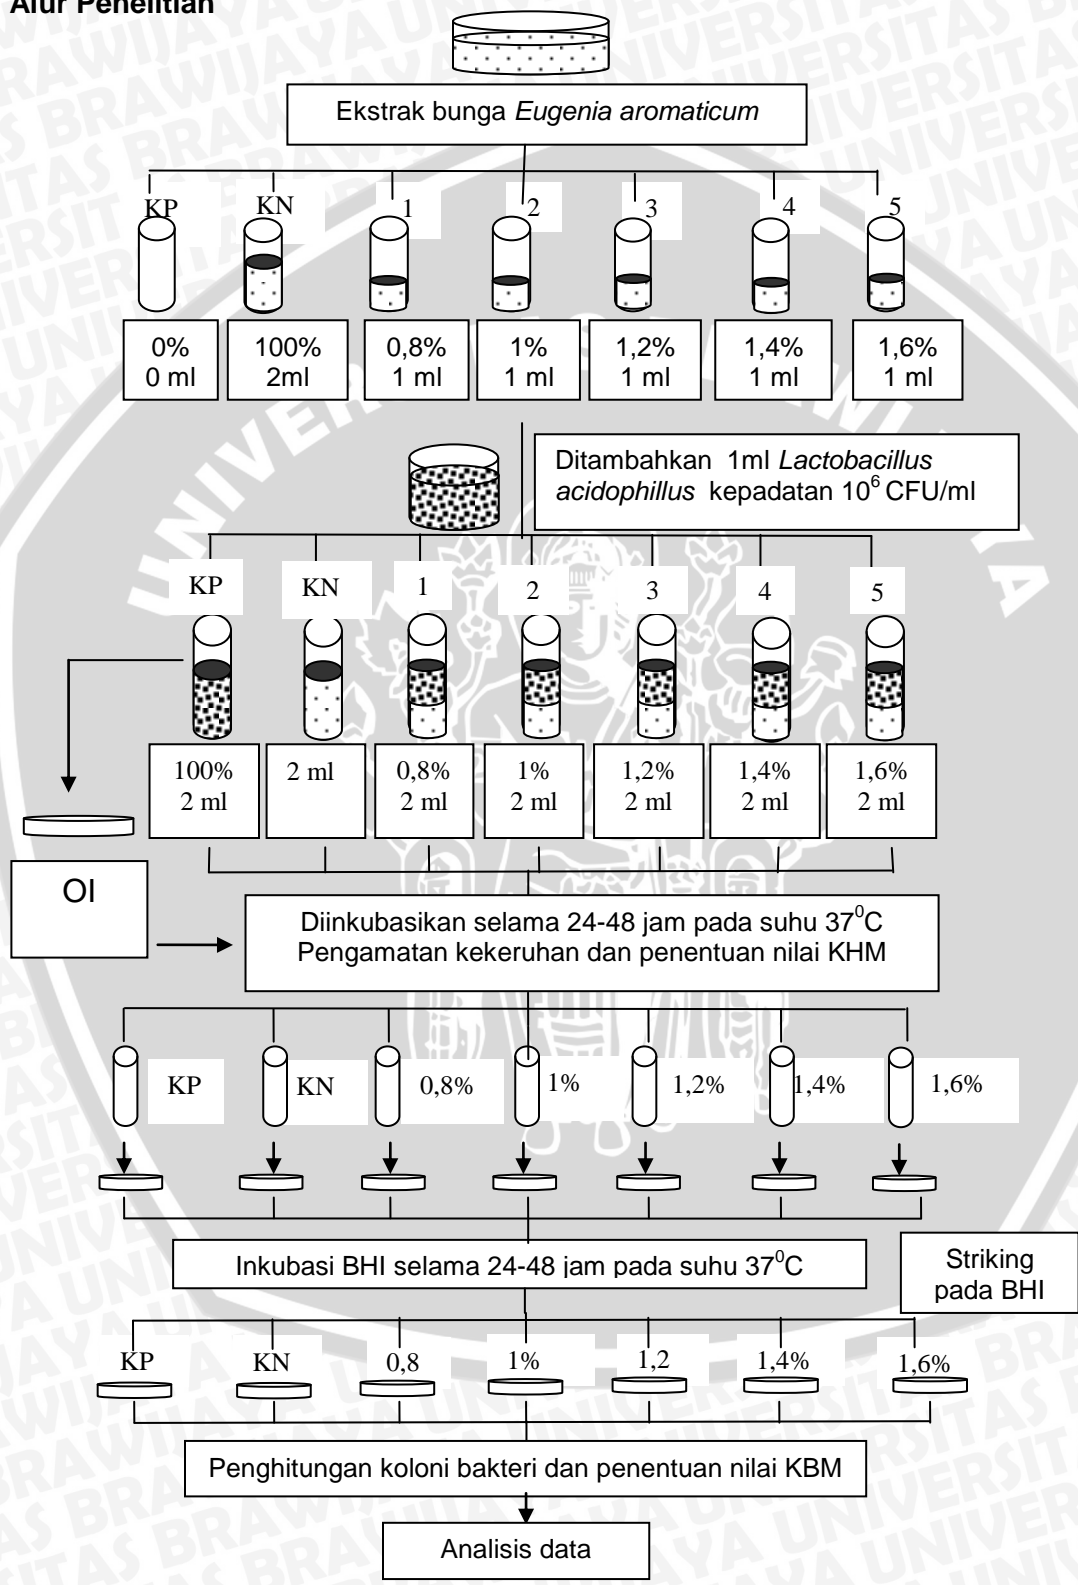 Alur Penelitian
Ekstrak bunga Eugenia aromaticum
KP KN 1 2 3 4 5
0% 100% 0,8% 1% 1,2% 1,4% 1,6%
0 ml 2ml 1 ml 1 ml 1 ml 1 ml 1 ml
Ditambahkan 1ml Lactobacillus
acidophillus kepadatan 10⁶ CFU/ml
KP KN 1 2 3 4 5
100% 2 ml 0,8% 1% 1,2% 1,4% 1,6%
2 ml 2 ml 2 ml 2 ml 2 ml 2 ml
OI
Diinkubasikan selama 24-48 jam pada suhu 37⁰C
Pengamatan kekeruhan dan penentuan nilai KHM
KP KN 0,8% 1% 1,2% 1,4% 1,6%
Inkubasi BHI selama 24-48 jam pada suhu 37⁰C
Striking
pada BHI
KP KN 0,8 1% 1,2 1,4% 1,6%
Penghitungan koloni bakteri dan penentuan nilai KBM
Analisis data